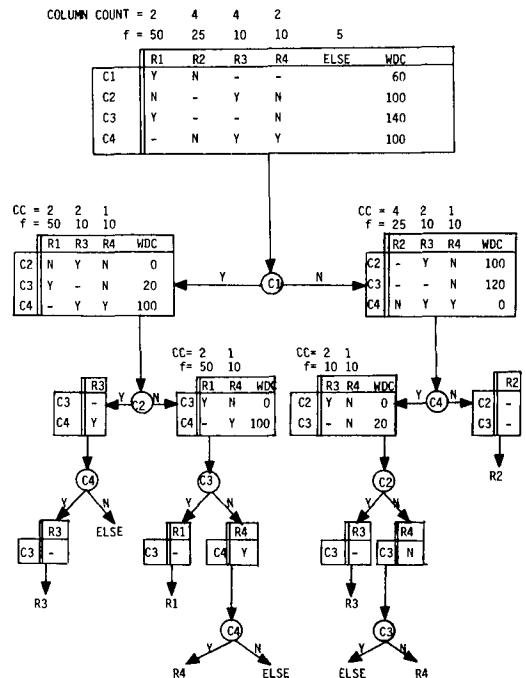 COLUMN COUNT = 2 4 4 2
f = 50 25 10 10 5
R1 R2 R3 R4 ELSE WDC
C1 Y N - - 60
C2 N - Y N 100
C3 Y - - N 140
C4 - N Y Y 100
CC = 2 2 1
f = 50 10 10
R1 R3 R4 WDC
C2 N Y N 0
C3 Y - N 20
C4 - Y Y 100
Y C1 N
CC = 4 2 1
f = 25 10 10
R2 R3 R4 WDC
C2 - Y N 100
C3 - - N 120
C4 N Y Y 0
R3
C3 -
C4 Y
Y C2 N
CC= 2 1
f= 50 10
R1 R4 WDC
C3 Y N 0
C4 - Y 100
CC= 2 1
f= 10 10
R3 R4 WDC
C2 Y N 0
C3 - N 20
Y C4 N
R2
C2 -
C3 -
R2
C4
Y N
R3
C3 -
ELSE
R3
C3
Y N
R1
C3 -
R4
C4 Y
R1
C4
Y N
R4 ELSE
C2
Y N
R3
C3 -
R4
C3 N
R3
C3
Y N
ELSE R4